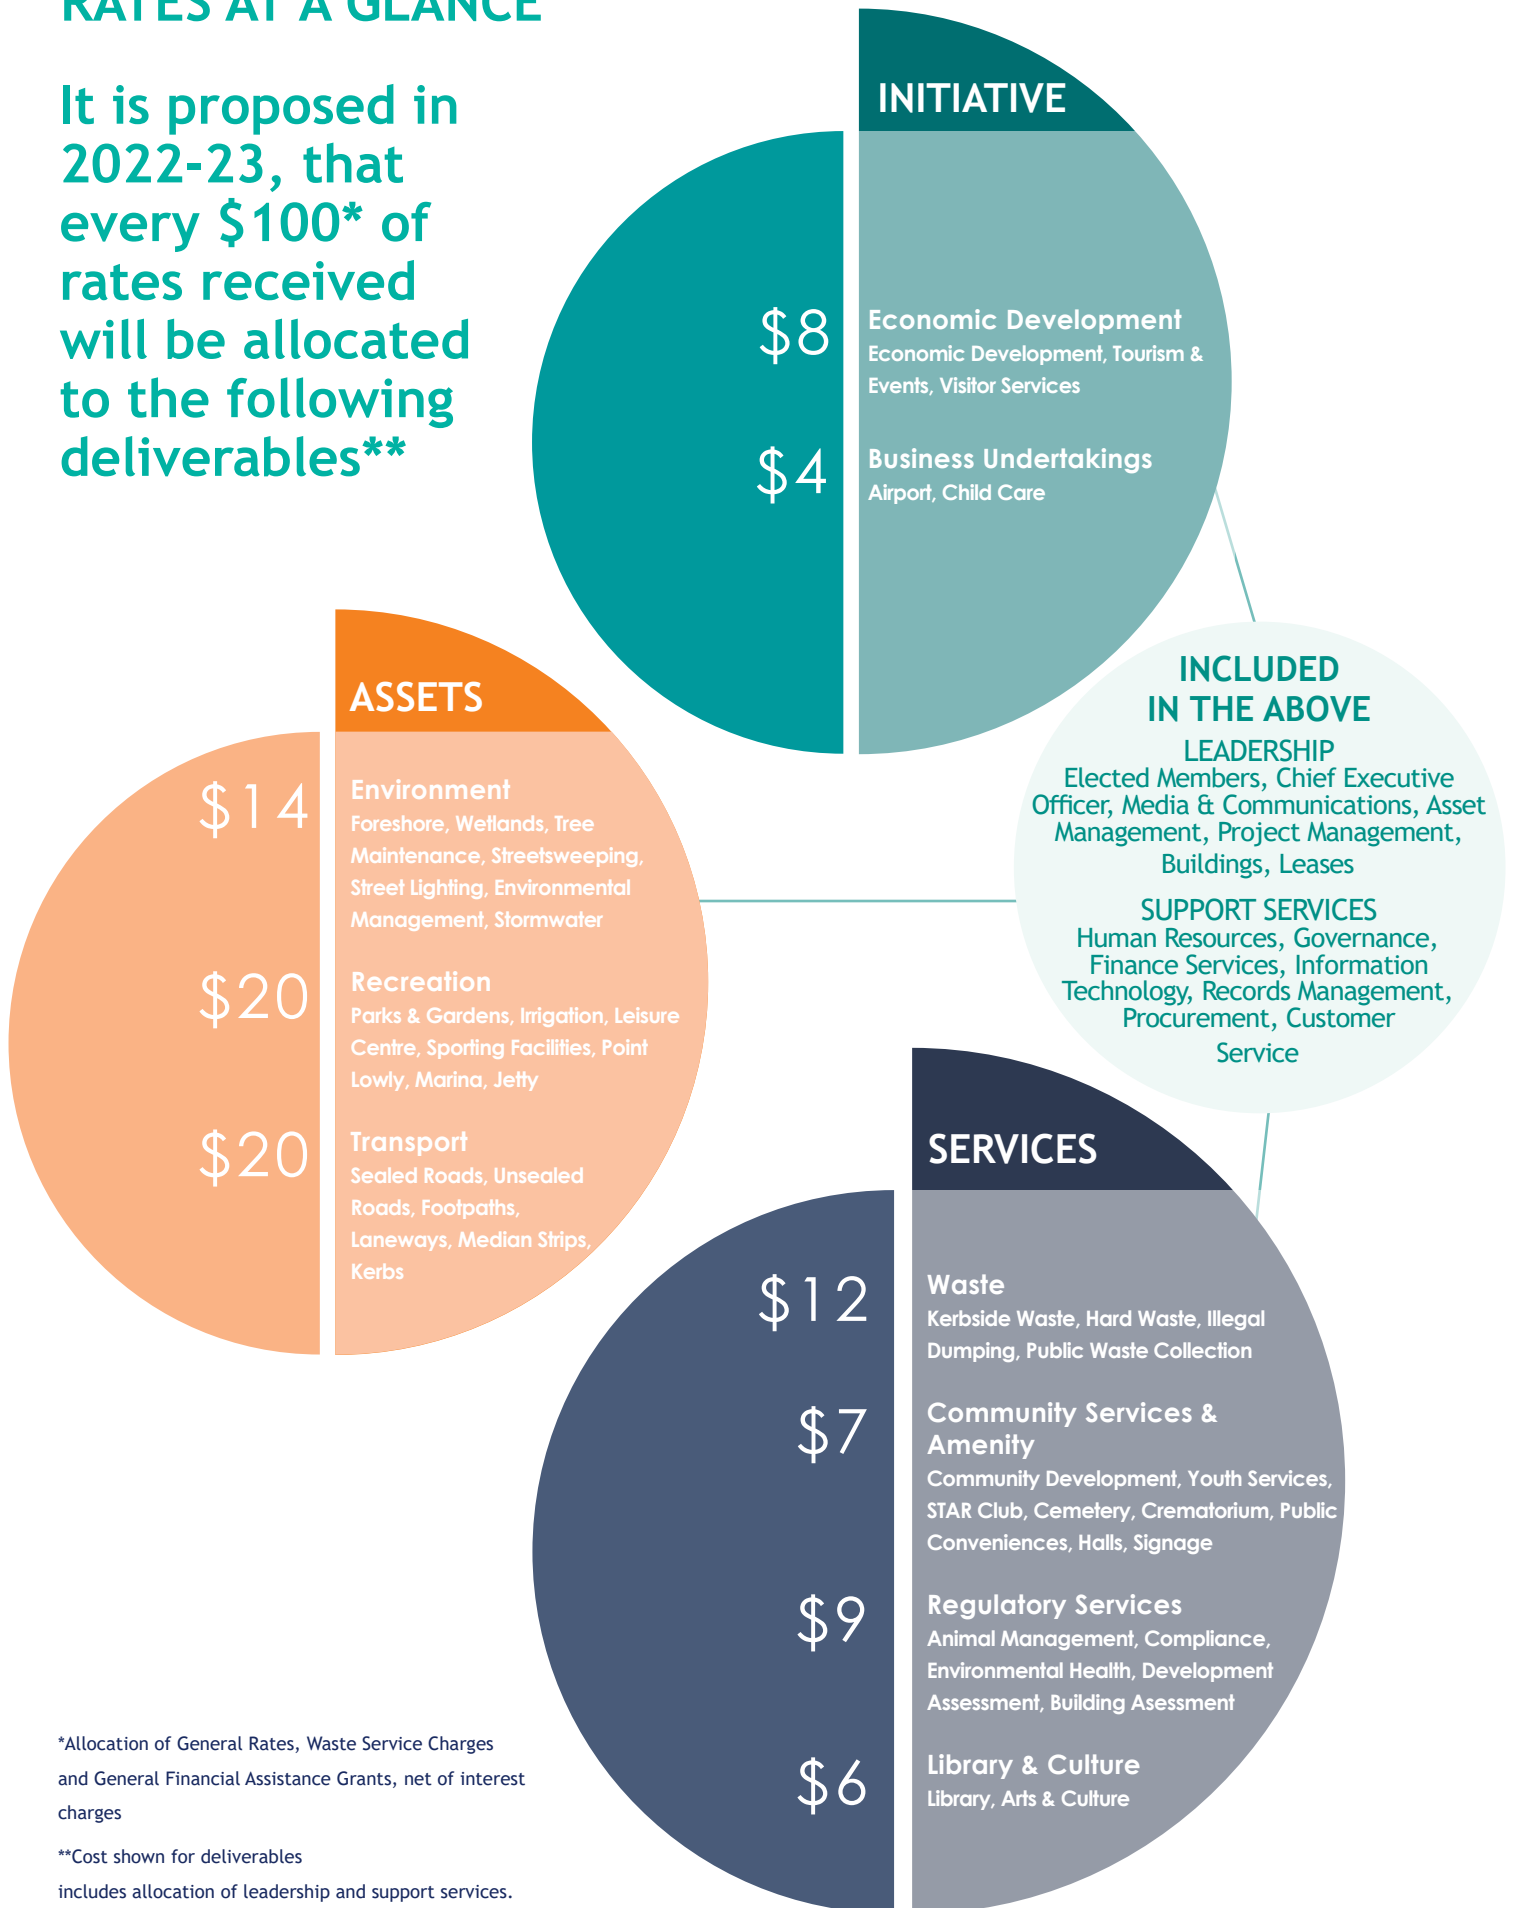 RATES AT A GLANCE
It is proposed in
2022-23, that
every $100* of
rates received
will be allocated
to the following
deliverables**
INITIATIVE
$8
Economic Development
Economic Development, Tourism &
Events, Visitor Services
$4
Business Undertakings
Airport, Child Care
ASSETS
$14
Environment
Foreshore, Wetlands, Tree
Maintenance, Streetsweeping,
Street Lighting, Environmental
Management, Stormwater
$20
Recreation
Parks & Gardens, Irrigation, Leisure
Centre, Sporting Facilities, Point
Lowly, Marina, Jetty
$20
Transport
Sealed Roads, Unsealed
Roads, Footpaths,
Laneways, Median Strips,
Kerbs
INCLUDED
IN THE ABOVE
LEADERSHIP
Elected Members, Chief Executive
Officer, Media & Communications, Asset
Management, Project Management,
Buildings, Leases
SUPPORT SERVICES
Human Resources, Governance,
Finance Services, Information
Technology, Records Management,
Procurement, Customer
Service
SERVICES
$12
Waste
Kerbside Waste, Hard Waste, Illegal
Dumping, Public Waste Collection
$7
Community Services &
Amenity
Community Development, Youth Services,
STAR Club, Cemetery, Crematorium, Public
Conveniences, Halls, Signage
$9
Regulatory Services
Animal Management, Compliance,
Environmental Health, Development
Assessment, Building Asessment
$6
Library & Culture
Library, Arts & Culture
*Allocation of General Rates, Waste Service Charges
and General Financial Assistance Grants, net of interest
charges
**Cost shown for deliverables
includes allocation of leadership and support services.